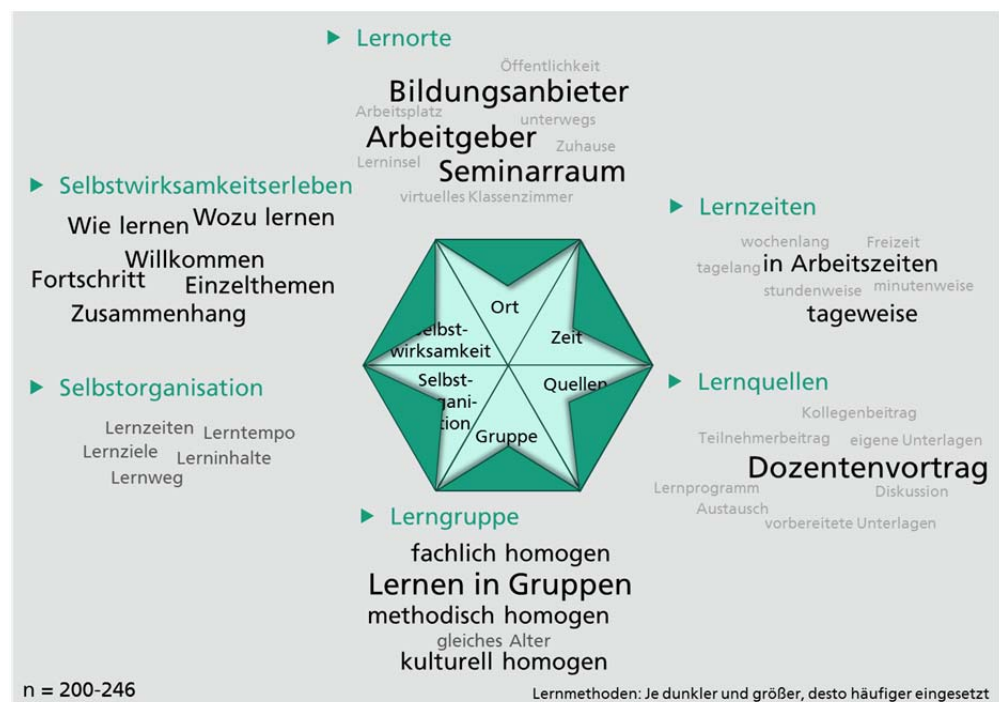 ► Lernorte
Öffentlichkeit
Bildungsanbieter
Arbeitsplatz
unterwegs
Arbeitgeber
Zuhause
Lerninsel
Seminarraum
virtuelles Klassenzimmer
► Selbstwirksamkeitserleben
Wie lernen Wozu lernen
Willkommen
Fortschritt Einzelthemen
Zusammenhang
► Lernzeiten
wochenlang Freizeit
tagelang in Arbeitszeiten
stundenweise minutenweise
tageweise
Ort
elbst-
wirksamkeit
Zeit
Selbst-
gani-
tion
Quellen
Gruppe
► Selbstorganisation
Lernzeiten Lerntempo
Lernziele Lerninhalte
Lernweg
► Lernquellen
Kollegenbeitrag
Teilnehmerbeitrag eigene Unterlagen
Dozentenvortrag
Lernprogramm Diskussion
Austausch
vorbereitete Unterlagen
► Lerngruppe
fachlich homogen
Lernen in Gruppen
methodisch homogen
gleiches Alter
kulturell homogen
n = 200-246
Lernmethoden: Je dunkler und größer, desto häufiger eingesetzt